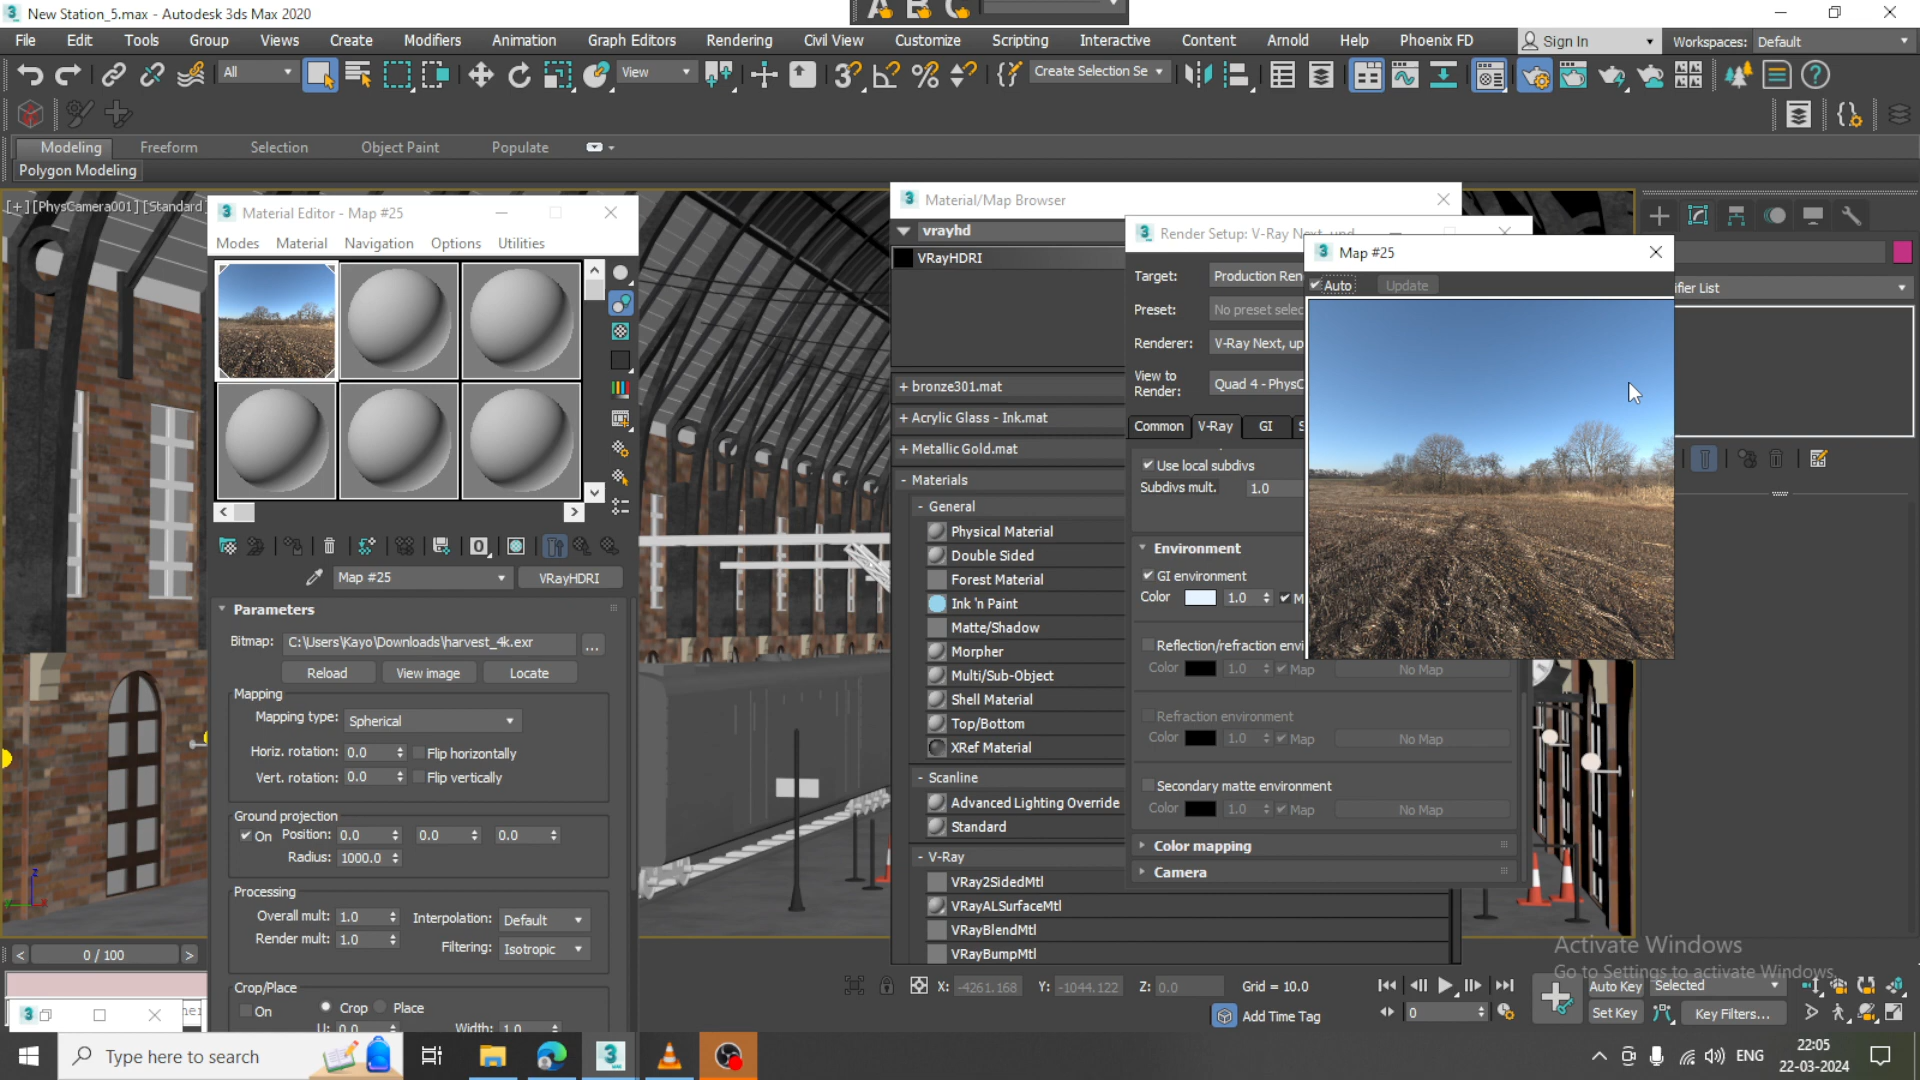 New Station_5.max - Autodesk 3ds Max 2020
File Edit Tools Group Views Create Modifiers Animation Graph Editors Rendering Civil View Customize Scripting Interactive Content Arnold Help Phoenix FD
Sign In
Workspaces: Default
All
View
Create Selection Se
Modeling Freeform Selection Object Paint Populate
Polygon Modeling
[+] [PhysCamera001] [Standard
Material Editor - Map #25
Modes Material Navigation Options Utilities
Map #25
VRayHDRI
Parameters
Bitmap: C:\Users\Kayo\Downloads\harvest_4k.exr ...
Reload View image Locate
Mapping
Mapping type: Spherical
Horiz. rotation: 0.0 Flip horizontally
Vert. rotation: 0.0 Flip vertically
Ground projection
On Position: 0.0 0.0 0.0
Radius: 1000.0
Processing
Overall mult: 1.0 Interpolation: Default
Render mult: 1.0 Filtering: Isotropic
Crop/Place
On Crop Place
U: 0.0 Width: 1.0
Material/Map Browser
vrayhd
VRayHDRI
+ bronze301.mat
+ Acrylic Glass - Ink.mat
+ Metallic Gold.mat
- Materials
- General
Physical Material
Double Sided
Forest Material
Ink 'n Paint
Matte/Shadow
Morpher
Multi/Sub-Object
Shell Material
Top/Bottom
XRef Material
- Scanline
Advanced Lighting Override
Standard
- V-Ray
VRay2SidedMtl
VRayALSurfaceMtl
VRayBlendMtl
VRayBumpMtl
Render Setup: V-Ray Next, upd
Target: Production Ren
Preset: No preset selec
Renderer: V-Ray Next, up
View to
Render:
Quad 4 - PhysC
Common V-Ray GI S
Use local subdivs
Subdivs mult. 1.0
Environment
GI environment
Color 1.0 M
Reflection/refraction envi
Color 1.0 Map No Map
Refraction environment
Color 1.0 Map No Map
Secondary matte environment
Color 1.0 Map No Map
Color mapping
Camera
Map #25
Auto Update
ifier List
0 / 100
X: -4261.168 Y: -1044.122 Z: 0.0 Grid = 10.0
Add Time Tag
0
Auto Key Selected
Set Key Key Filters...
Activate Windows
Go to Settings to activate Windows.
Type here to search
ENG
22:05
22-03-2024